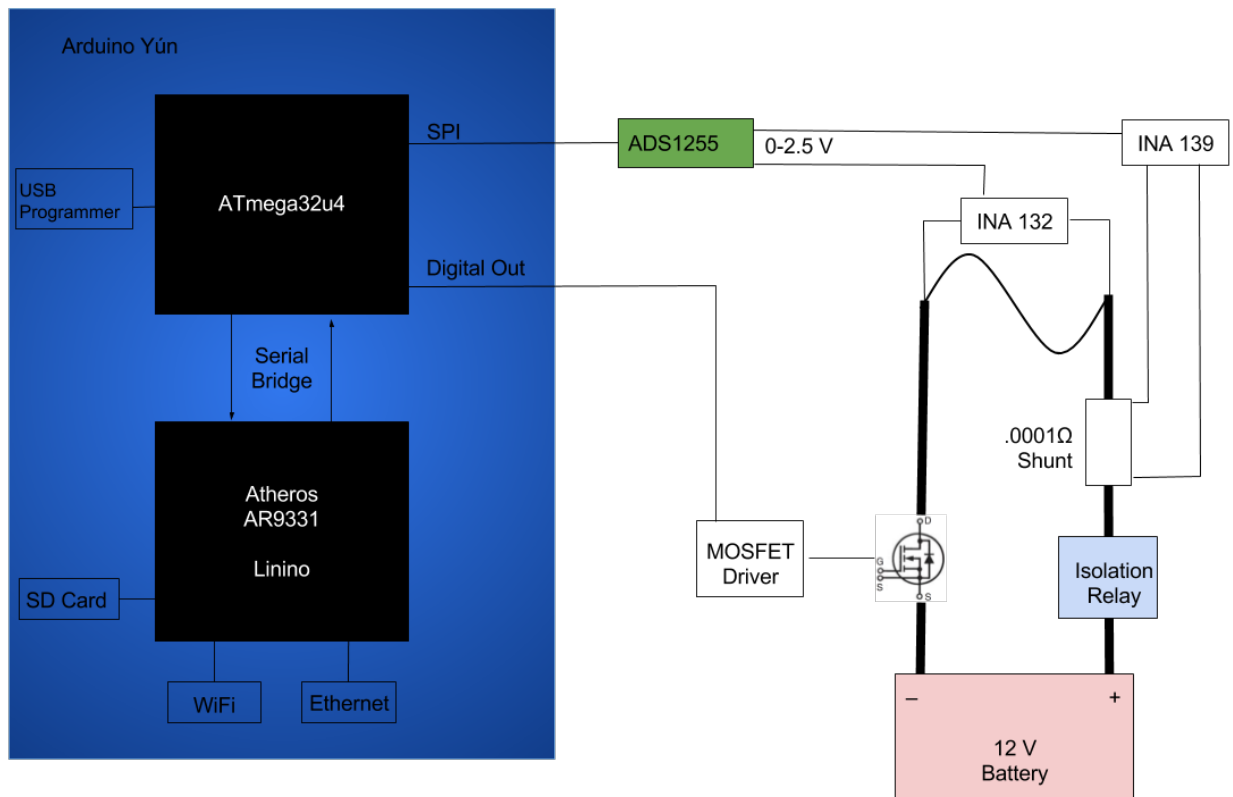 Arduino Yún
SPI
ADS1255
0-2.5 V
INA 139
USB
Programmer
ATmega32u4
INA 132
Digital Out
Serial
Bridge
.0001Ω
Shunt
Atheros
AR9331
Linino
MOSFET
Driver
D
G
S
S
Isolation
Relay
SD Card
WiFi
Ethernet
– +
12 V
Battery